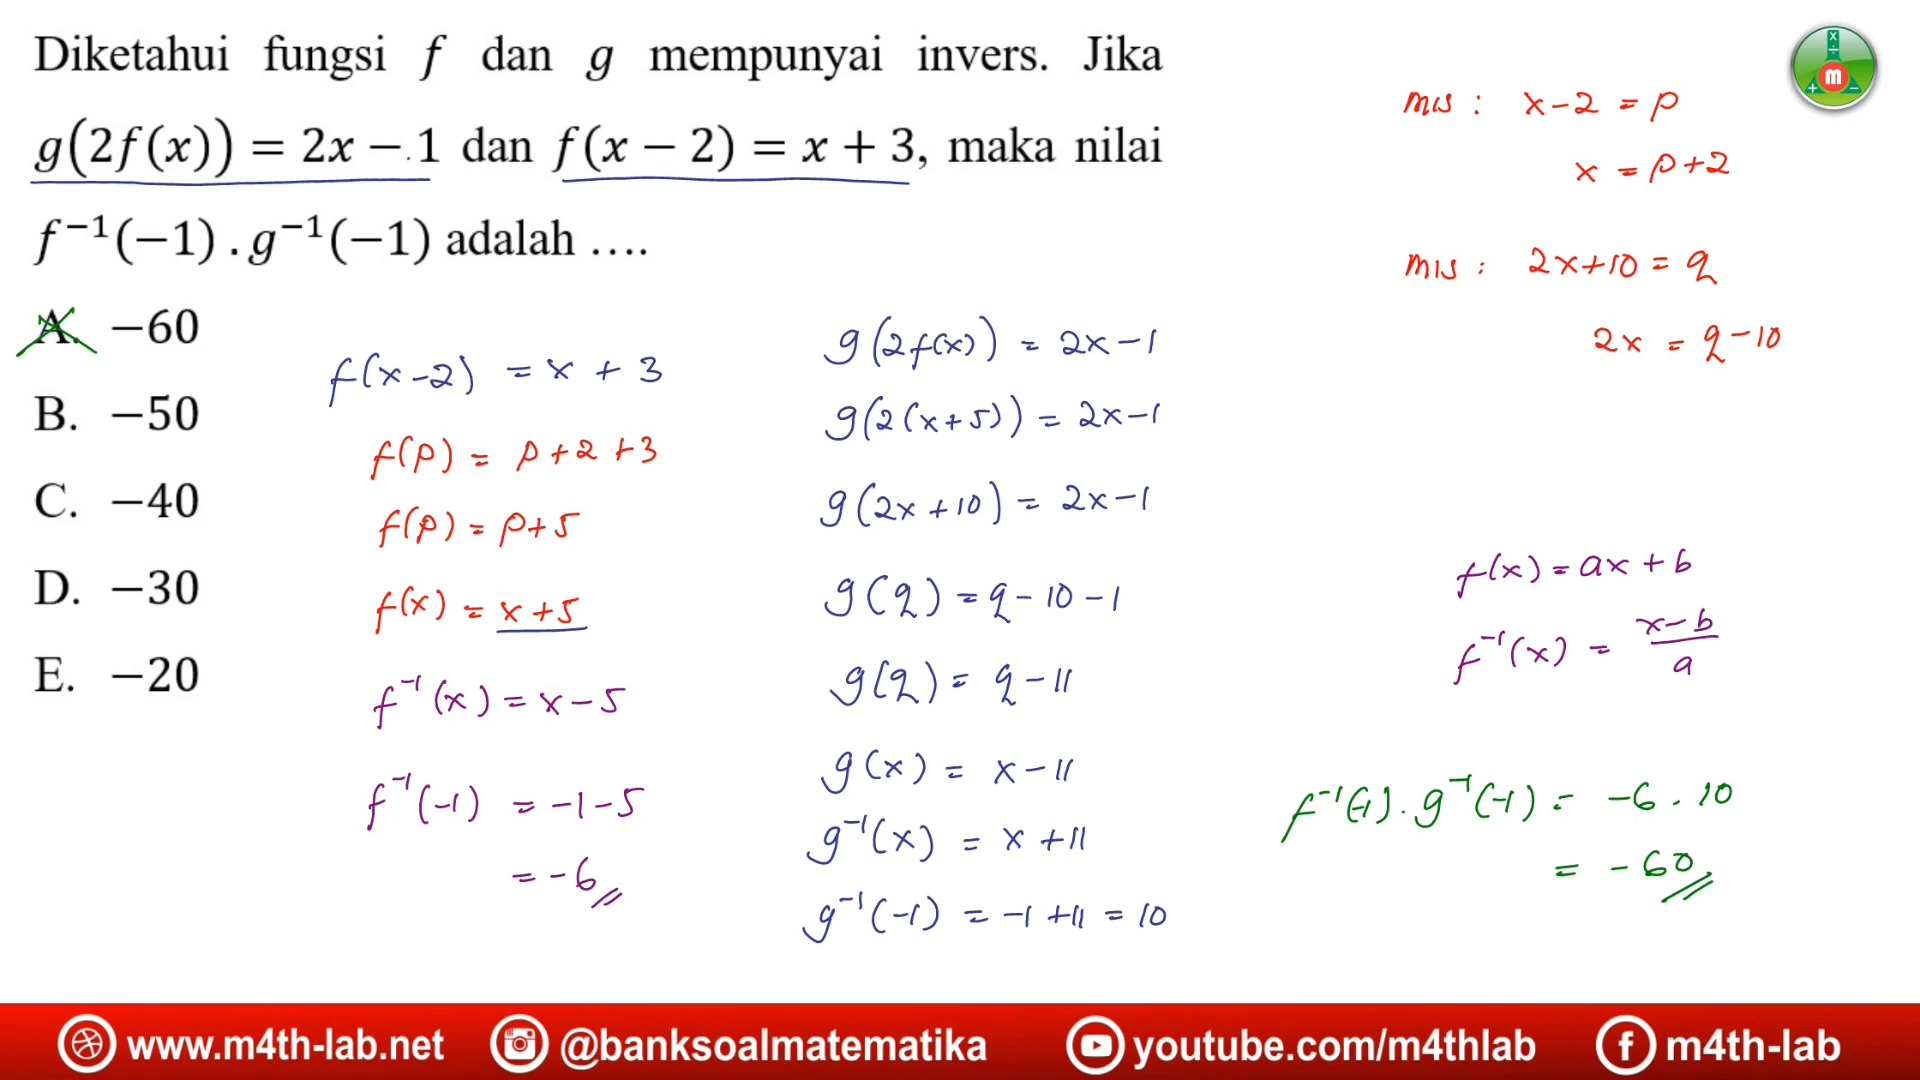 Diketahui fungsi f dan g mempunyai invers. Jika
g(2f(x)) = 2x − 1 dan f(x − 2) = x + 3, maka nilai
f⁻¹(−1) . g⁻¹(−1) adalah ….
A. −60
B. −50
C. −40
D. −30
E. −20
f(x-2) = x + 3
f(p) = p + 2 + 3
f(p) = p + 5
f(x) = x + 5
f⁻¹(x) = x - 5
f⁻¹(-1) = -1 - 5
= -6
g(2f(x)) = 2x - 1
g(2(x+5)) = 2x - 1
g(2x + 10) = 2x - 1
g(q) = q - 10 - 1
g(q) = q - 11
g(x) = x - 11
g⁻¹(x) = x + 11
g⁻¹(-1) = -1 + 11 = 10
mis : x - 2 = p
x = p + 2
mis : 2x + 10 = q
2x = q - 10
f(x) = ax + b
f⁻¹(x) = (x - b)/a
f⁻¹(-1) . g⁻¹(-1) = -6 . 10
= -60
x
÷
m
+ −
www.m4th-lab.net @banksoalmatematika youtube.com/m4thlab m4th-lab